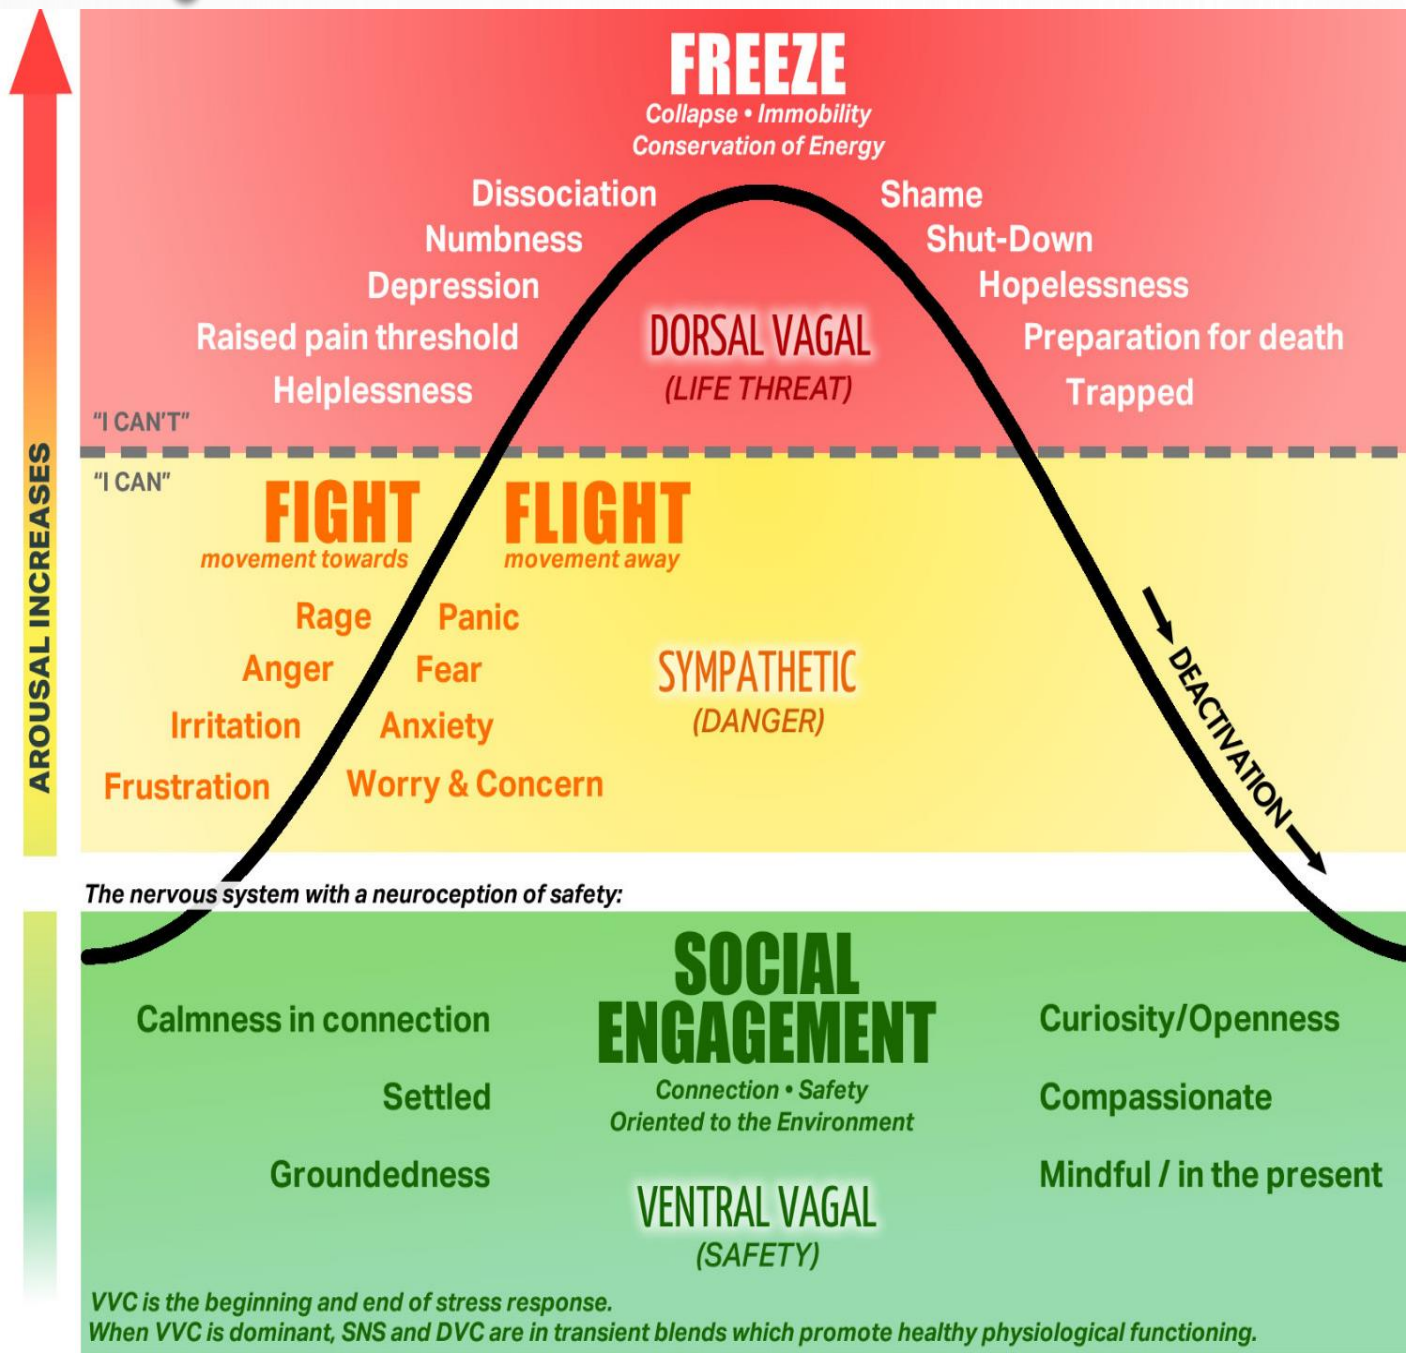 FREEZE
Collapse • Immobility
Conservation of Energy
Dissociation
Shame
Numbness
Shut-Down
Depression
Hopelessness
Raised pain threshold
DORSAL VAGAL
Preparation for death
Helplessness
(LIFE THREAT)
Trapped
"I CAN'T"
"I CAN"
AROUSAL INCREASES
FIGHT
FLIGHT
movement towards
movement away
Rage
Panic
Anger
Fear
SYMPATHETIC
Irritation
Anxiety
(DANGER)
Frustration
Worry & Concern
DEACTIVATION
The nervous system with a neuroception of safety:
SOCIAL
ENGAGEMENT
Calmness in connection
Curiosity/Openness
Connection • Safety
Settled
Compassionate
Oriented to the Environment
Groundedness
Mindful / in the present
VENTRAL VAGAL
(SAFETY)
VVC is the beginning and end of stress response.
When VVC is dominant, SNS and DVC are in transient blends which promote healthy physiological functioning.